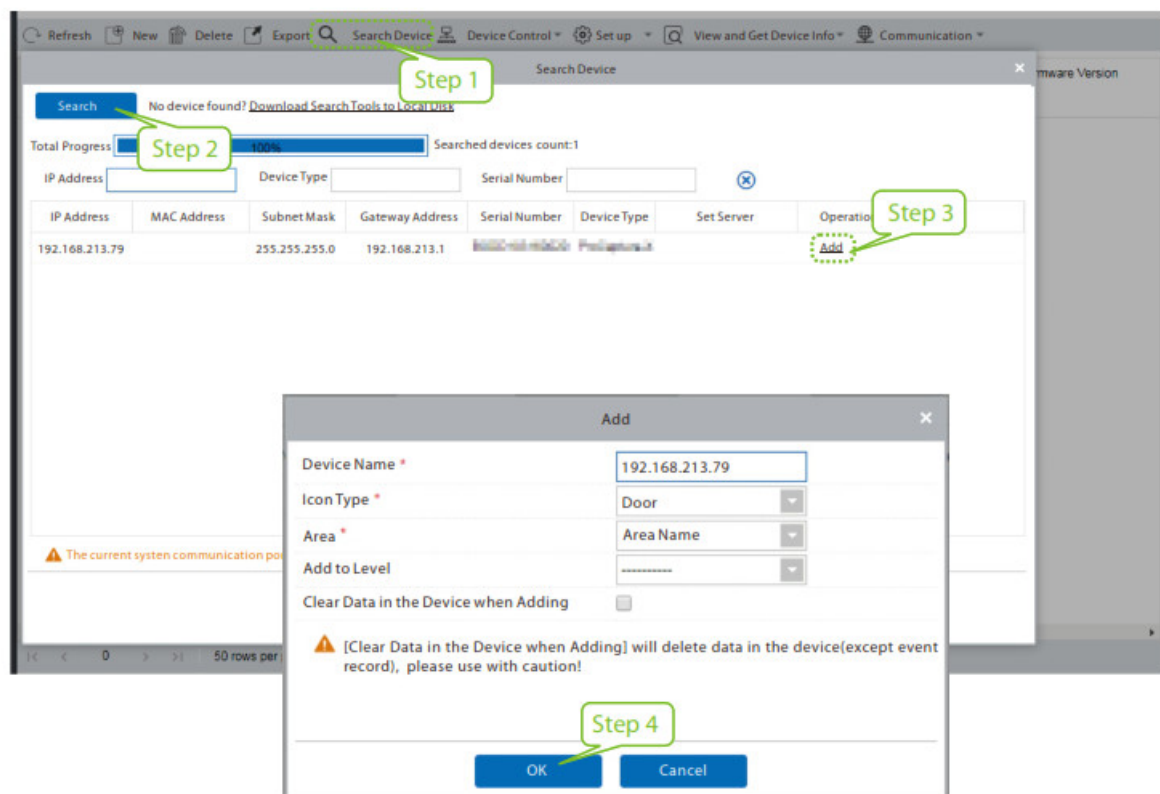 Refresh New Delete Export Search Device Device Control Set up View and Get Device Info Communication
Step 1
Search Device
rmware Version
Search No device found? Download Search Tools to Local Disk
Step 2
Total Progress 100% Searched devices count:1
IP Address Device Type Serial Number
IP Address MAC Address Subnet Mask Gateway Address Serial Number Device Type Set Server Operation
Step 3
192.168.213.79 255.255.255.0 192.168.213.1 Add
Add
Device Name * 192.168.213.79
Icon Type * Door
Area * Area Name
Add to Level ----------
Clear Data in the Device when Adding
The current systen communication po
[Clear Data in the Device when Adding] will delete data in the device(except event
record), please use with caution!
0 50 rows per
Step 4
OK Cancel